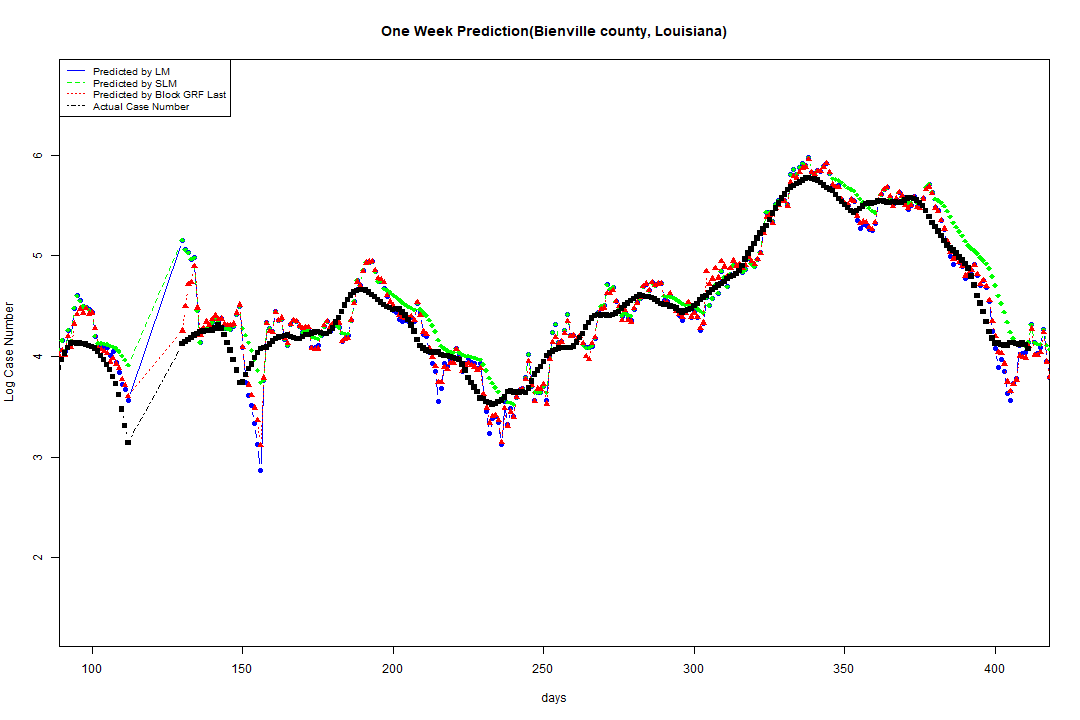 One Week Prediction(Bienville county, Louisiana)
Predicted by LM
Predicted by SLM
Predicted by Block GRF Last
Actual Case Number
Log Case Number
6
5
4
3
2
100 150 200 250 300 350 400
days